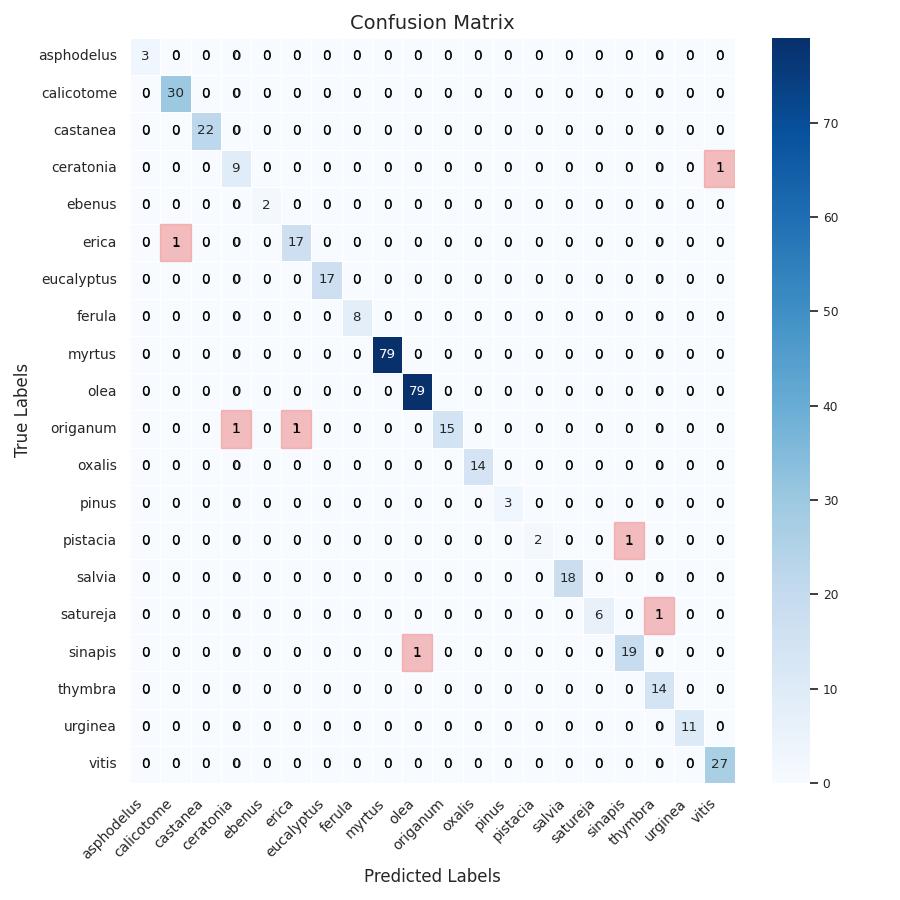 Confusion Matrix
asphodelus 3 0 0 0 0 0 0 0 0 0 0 0 0 0 0 0 0 0 0 0
calicotome 0 30 0 0 0 0 0 0 0 0 0 0 0 0 0 0 0 0 0 0
castanea 0 0 22 0 0 0 0 0 0 0 0 0 0 0 0 0 0 0 0 0
ceratonia 0 0 0 9 0 0 0 0 0 0 0 0 0 0 0 0 0 0 0 1
ebenus 0 0 0 0 2 0 0 0 0 0 0 0 0 0 0 0 0 0 0 0
erica 0 1 0 0 0 17 0 0 0 0 0 0 0 0 0 0 0 0 0 0
eucalyptus 0 0 0 0 0 0 17 0 0 0 0 0 0 0 0 0 0 0 0 0
ferula 0 0 0 0 0 0 0 8 0 0 0 0 0 0 0 0 0 0 0 0
myrtus 0 0 0 0 0 0 0 0 79 0 0 0 0 0 0 0 0 0 0 0
olea 0 0 0 0 0 0 0 0 0 79 0 0 0 0 0 0 0 0 0 0
origanum 0 0 0 1 0 1 0 0 0 0 15 0 0 0 0 0 0 0 0 0
oxalis 0 0 0 0 0 0 0 0 0 0 0 14 0 0 0 0 0 0 0 0
pinus 0 0 0 0 0 0 0 0 0 0 0 0 3 0 0 0 0 0 0 0
pistacia 0 0 0 0 0 0 0 0 0 0 0 0 0 2 0 0 1 0 0 0
salvia 0 0 0 0 0 0 0 0 0 0 0 0 0 0 18 0 0 0 0 0
satureja 0 0 0 0 0 0 0 0 0 0 0 0 0 0 0 6 0 1 0 0
sinapis 0 0 0 0 0 0 0 0 0 1 0 0 0 0 0 0 19 0 0 0
thymbra 0 0 0 0 0 0 0 0 0 0 0 0 0 0 0 0 0 14 0 0
urginea 0 0 0 0 0 0 0 0 0 0 0 0 0 0 0 0 0 0 11 0
vitis 0 0 0 0 0 0 0 0 0 0 0 0 0 0 0 0 0 0 0 27
True Labels
asphodelus calicotome castanea ceratonia ebenus erica eucalyptus ferula myrtus olea origanum oxalis pinus pistacia salvia satureja sinapis thymbra urginea vitis
Predicted Labels
70
60
50
40
30
20
10
0